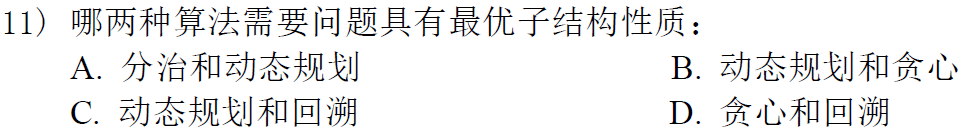 11) 哪两种算法需要问题具有最优子结构性质：
A. 分治和动态规划 B. 动态规划和贪心
C. 动态规划和回溯 D. 贪心和回溯